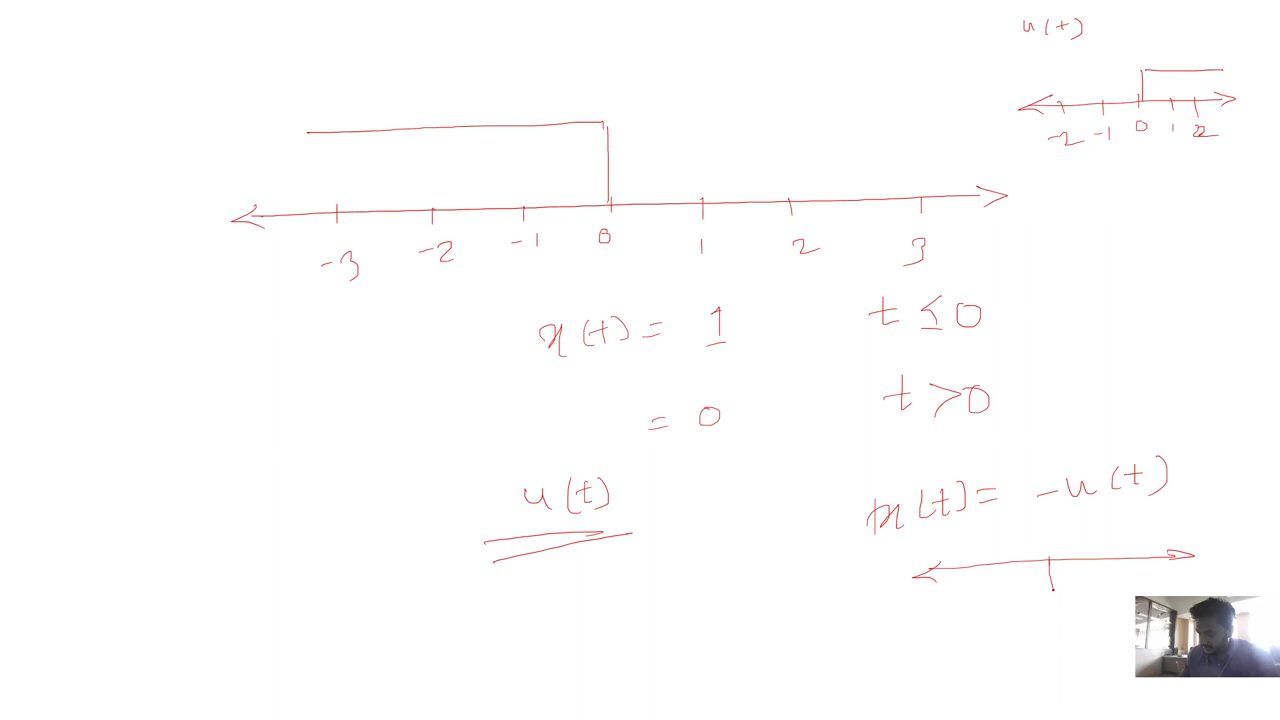 u(t)
-2 -1 0 1 2
-3 -2 -1 0 1 2 3
x(t) = 1 t ≤ 0
= 0 t > 0
u(t)
x(t) = -u(t)